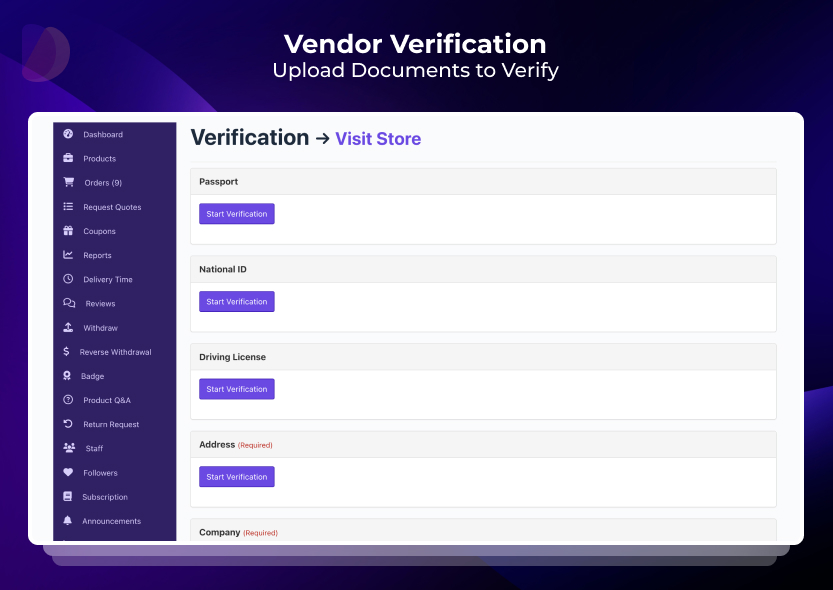 Vendor Verification
Upload Documents to Verify
Dashboard
Products
Orders (9)
Request Quotes
Coupons
Reports
Delivery Time
Reviews
Withdraw
Reverse Withdrawal
Badge
Product Q&A
Return Request
Staff
Followers
Subscription
Announcements
Verification → Visit Store
Passport
Start Verification
National ID
Start Verification
Driving License
Start Verification
Address (Required)
Start Verification
Company (Required)